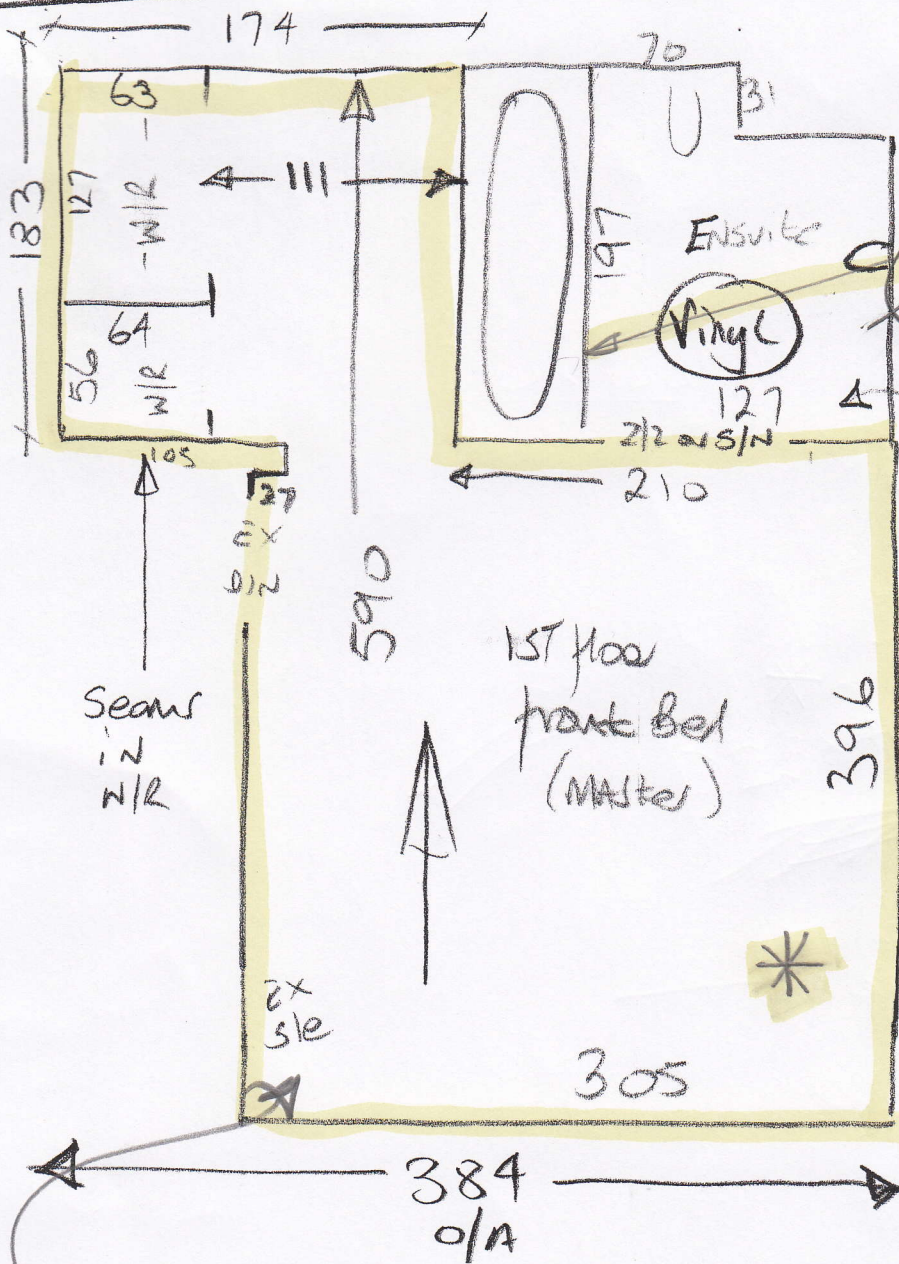 174
183
63
127
W/R
III
64
56
W/R
105
27
EX
D/N
70
31
197
Ensuite
Vinyl
127
2/2 ON S/N
210
590
1ST floor
front Bed
(Master)
396
Seams
iN
W/R
2x
s/e
305
384
O/A